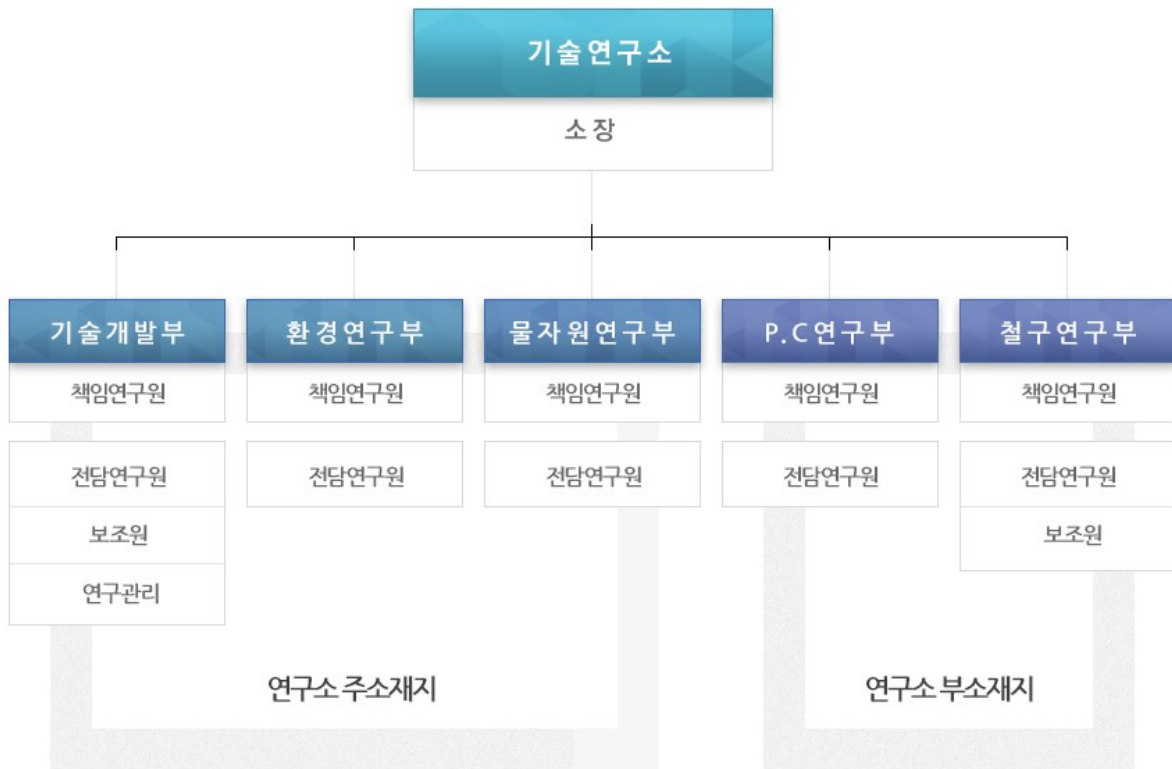 기술연구소
소장
기술개발부
환경연구부
물자원연구부
P.C연구부
철구연구부
책임연구원
책임연구원
책임연구원
책임연구원
책임연구원
전담연구원
전담연구원
전담연구원
전담연구원
전담연구원
보조원
보조원
연구관리
연구소 주소재지
연구소 부소재지